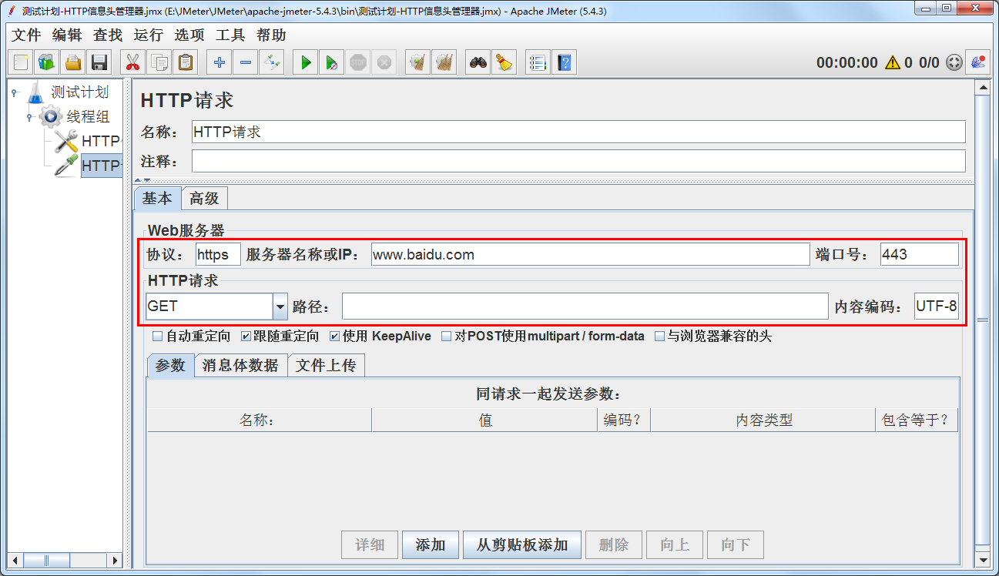 测试计划-HTTP信息头管理器.jmx (E:\JMeter\JMeter\apache-jmeter-5.4.3\bin\测试计划-HTTP信息头管理器.jmx) - Apache JMeter (5.4.3)
文件 编辑 查找 运行 选项 工具 帮助
STOP 00:00:00 0 0/0
测试计划
线程组
HTTP
HTTP
HTTP请求
名称： HTTP请求
注释：
基本 高级
Web服务器
协议： https 服务器名称或IP： www.baidu.com 端口号： 443
HTTP请求
GET 路径： 内容编码： UTF-8
自动重定向 跟随重定向 使用 KeepAlive 对POST使用multipart / form-data 与浏览器兼容的头
参数 消息体数据 文件上传
同请求一起发送参数：
名称： 值 编码？ 内容类型 包含等于？
详细 添加 从剪贴板添加 删除 向上 向下